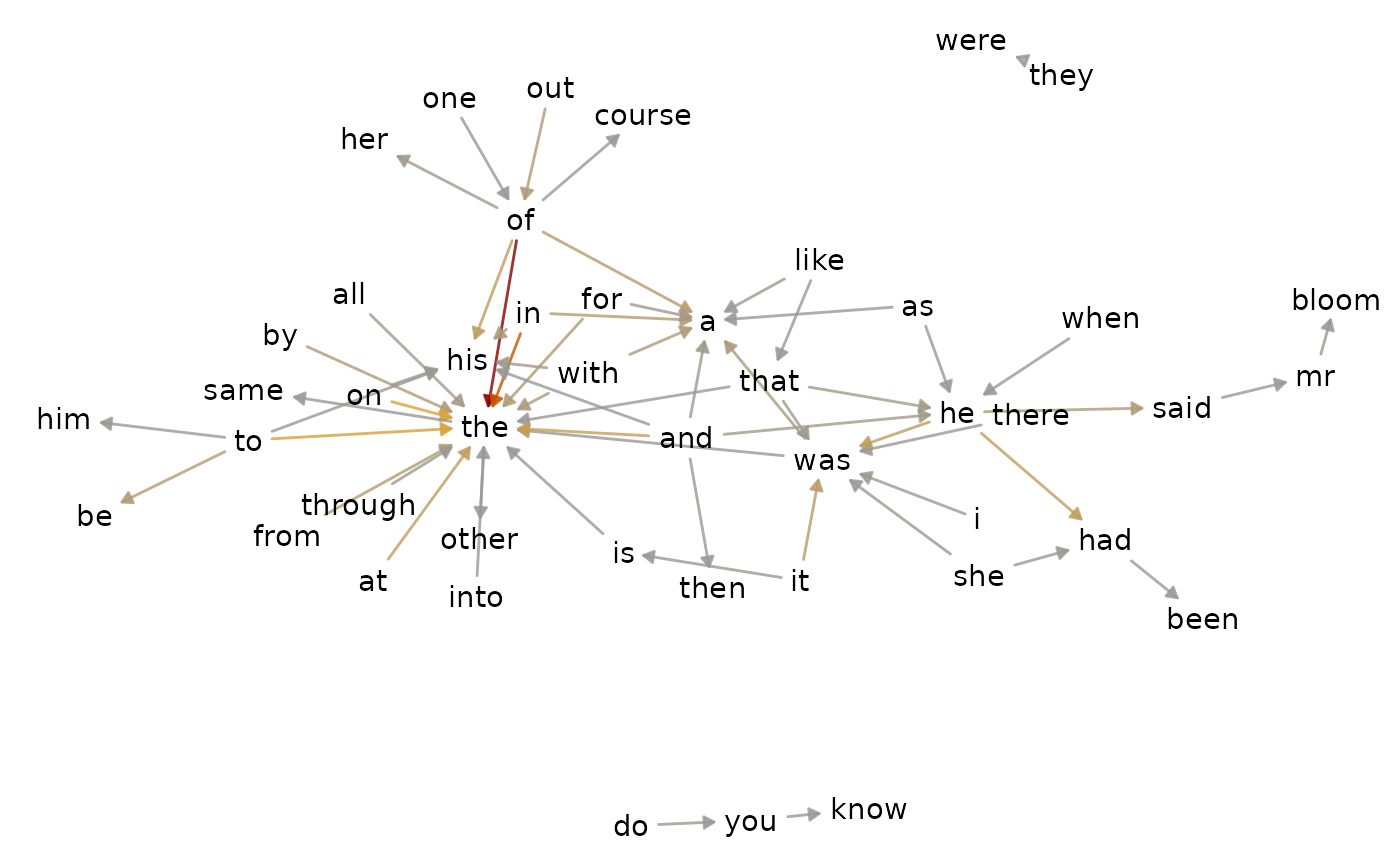 were
they
out
one
course
her
of
like
all
bloom
for
as
in
a
when
by
his
with
that
mr
same
on
he
said
there
him
the
to
and
was
through
be
i
from
other
had
is
she
at
it
then
into
been
know
you
do